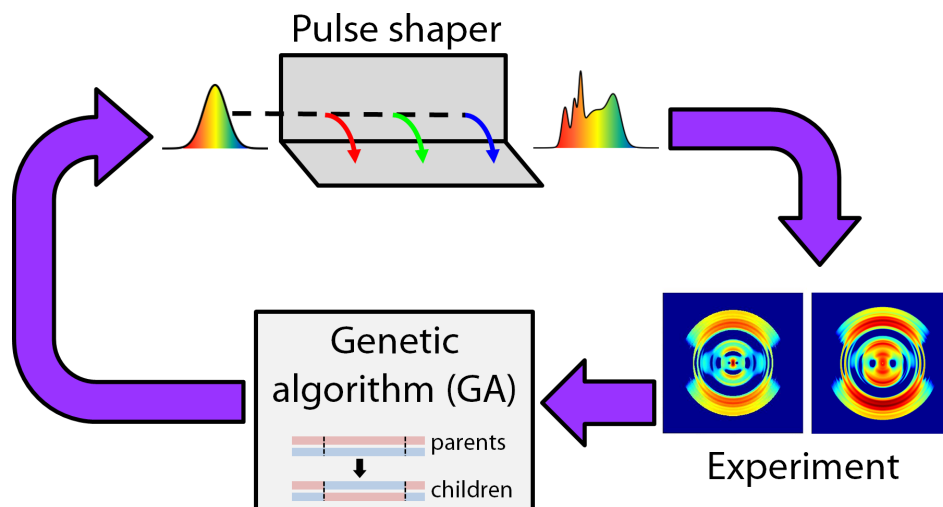 Pulse shaper
Genetic
algorithm (GA)
parents
children
Experiment